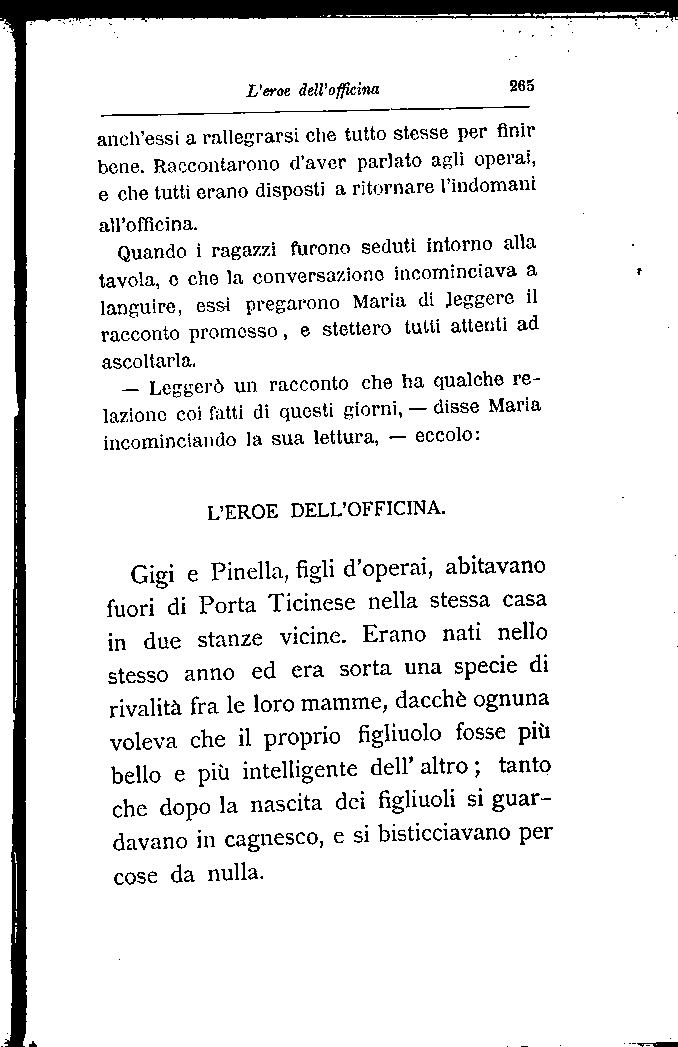 L'eroe dell'officina 265
anch'essi a rallegrarsi che tutto stesse per finir
bene. Raccontarono d'aver parlato agli operai,
e che tutti erano disposti a ritornare l'indomani
all'officina.
Quando i ragazzi furono seduti intorno alla
tavola, e che la conversazione incominciava a
languire, essi pregarono Maria di leggere il
racconto promesso, e stettero tutti attenti ad
ascoltarla.
— Leggerò un racconto che ha qualche re-
lazione coi fatti di questi giorni, — disse Maria
incominciando la sua lettura, — eccolo:
L'EROE DELL'OFFICINA.
Gigi e Pinella, figli d'operai, abitavano
fuori di Porta Ticinese nella stessa casa
in due stanze vicine. Erano nati nello
stesso anno ed era sorta una specie di
rivalità fra le loro mamme, dacchè ognuna
voleva che il proprio figliuolo fosse più
bello e più intelligente dell' altro; tanto
che dopo la nascita dei figliuoli si guar-
davano in cagnesco, e si bisticciavano per
cose da nulla.